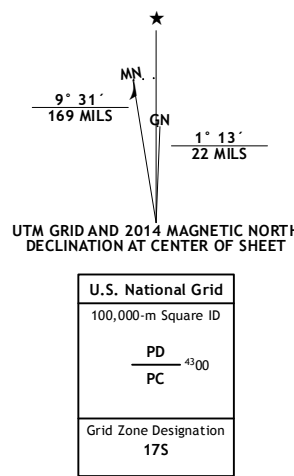 ★
MN
GN
9° 31´
169 MILS
1° 13´
22 MILS
UTM GRID AND 2014 MAGNETIC NORTH
DECLINATION AT CENTER OF SHEET
U.S. National Grid
100,000-m Square ID
PD
4300
PC
Grid Zone Designation
17S